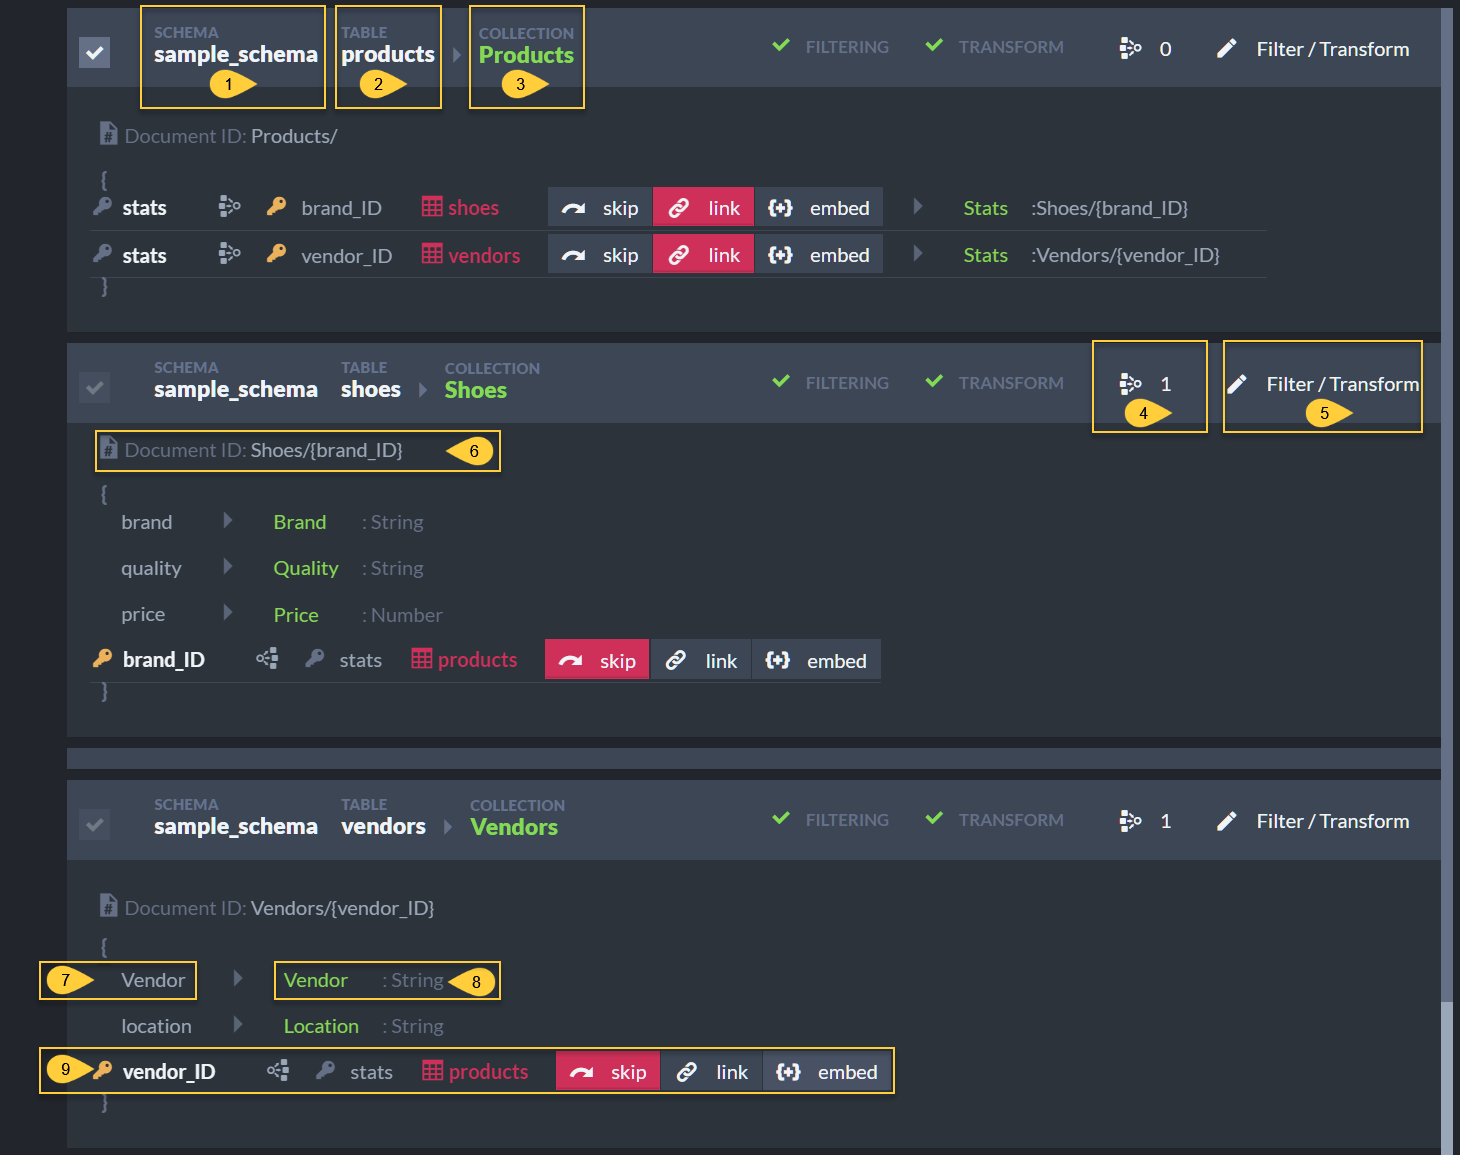 SCHEMA TABLE COLLECTION
sample_schema products Products FILTERING TRANSFORM 0 Filter / Transform
1 2 3
# Document ID: Products/
{
stats brand_ID shoes skip link {+} embed Stats :Shoes/{brand_ID}
stats vendor_ID vendors skip link {+} embed Stats :Vendors/{vendor_ID}
}
SCHEMA TABLE COLLECTION
sample_schema shoes Shoes FILTERING TRANSFORM 1 Filter / Transform
4 5
# Document ID: Shoes/{brand_ID} 6
{
brand Brand : String
quality Quality : String
price Price : Number
brand_ID stats products skip link {+} embed
}
SCHEMA TABLE COLLECTION
sample_schema vendors Vendors FILTERING TRANSFORM 1 Filter / Transform
# Document ID: Vendors/{vendor_ID}
{
7 Vendor Vendor : String 8
location Location : String
9 vendor_ID stats products skip link {+} embed
}